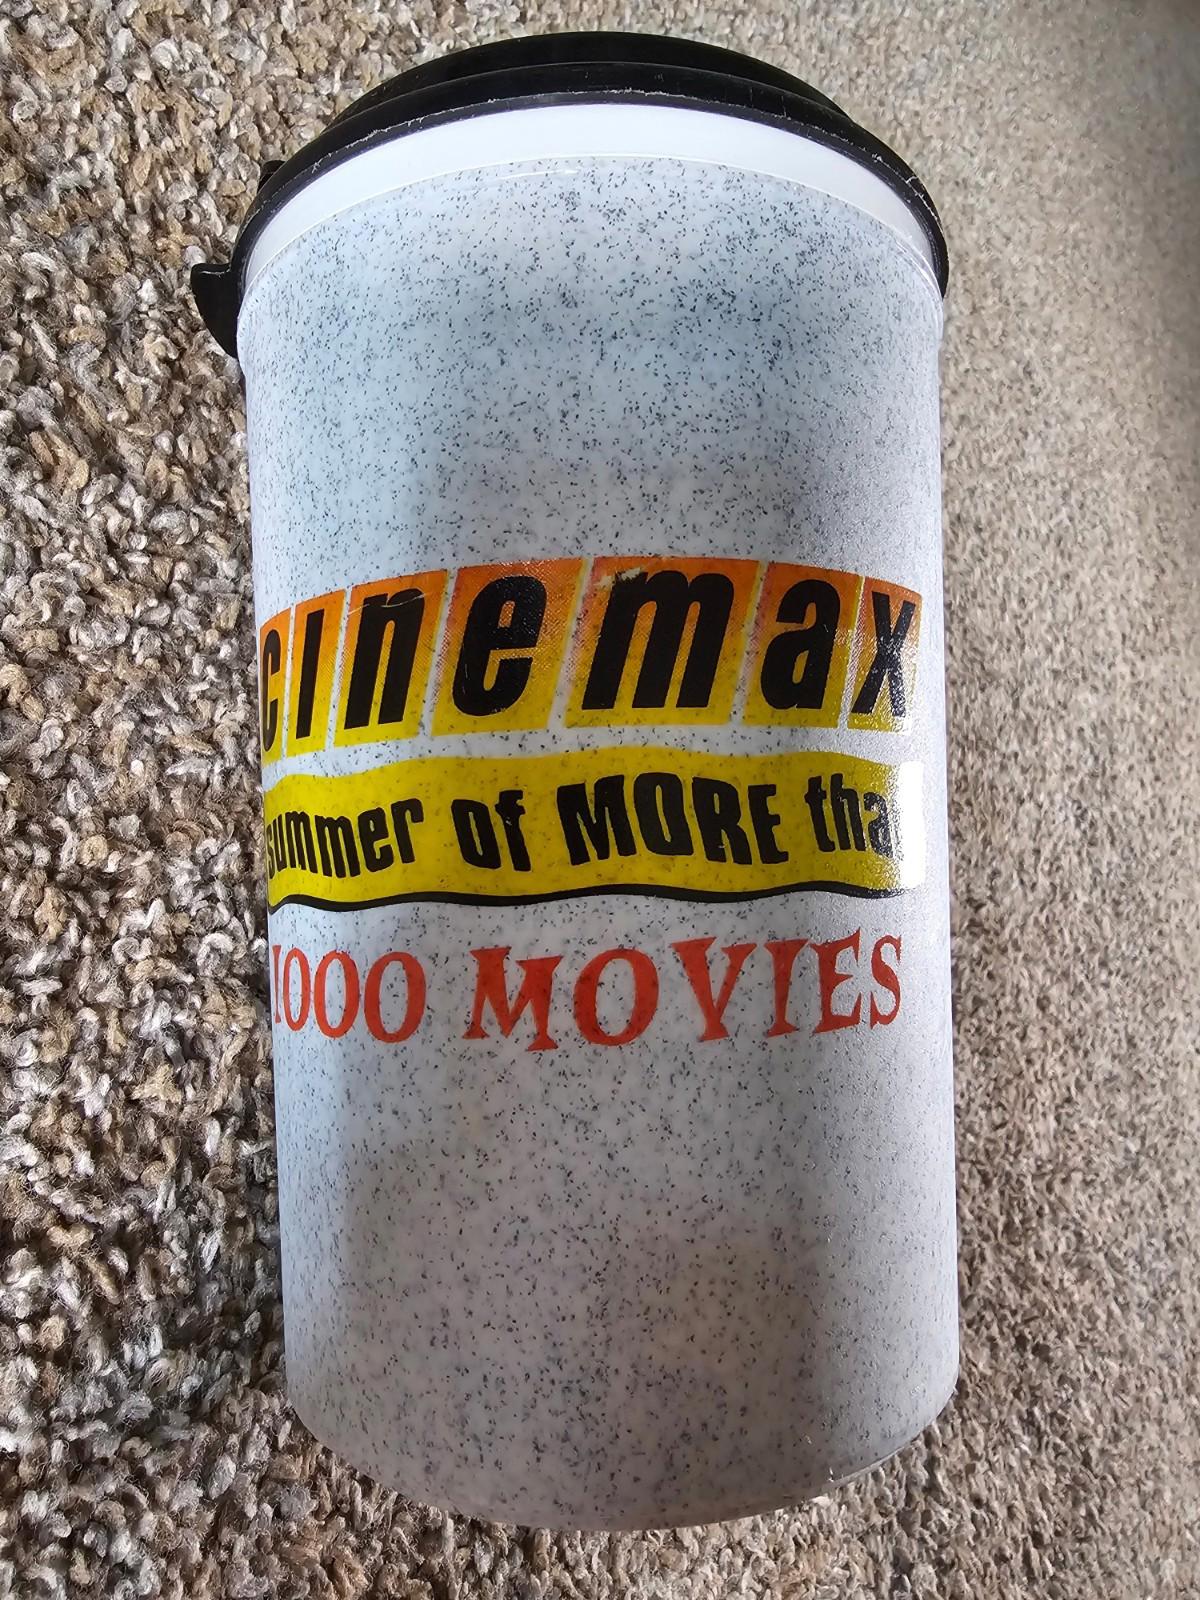 cinemax
summer of MORE tha
1000 MOVIES